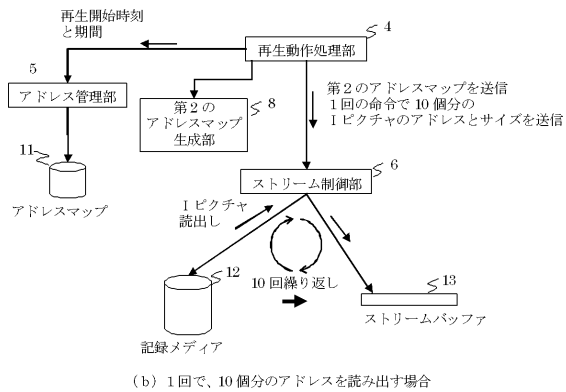 再生開始時刻
と期間
4
再生動作処理部
5
アドレス管理部
第2の
アドレスマップ
生成部
8
第2のアドレスマップを送信
1回の命令で10個分の
Iピクチャのアドレスとサイズを送信
11
アドレスマップ
6
ストリーム制御部
Iピクチャ
読出し
12
10回繰り返し
13
ストリームバッファ
記録メディア
(b) 1回で、10個分のアドレスを読み出す場合